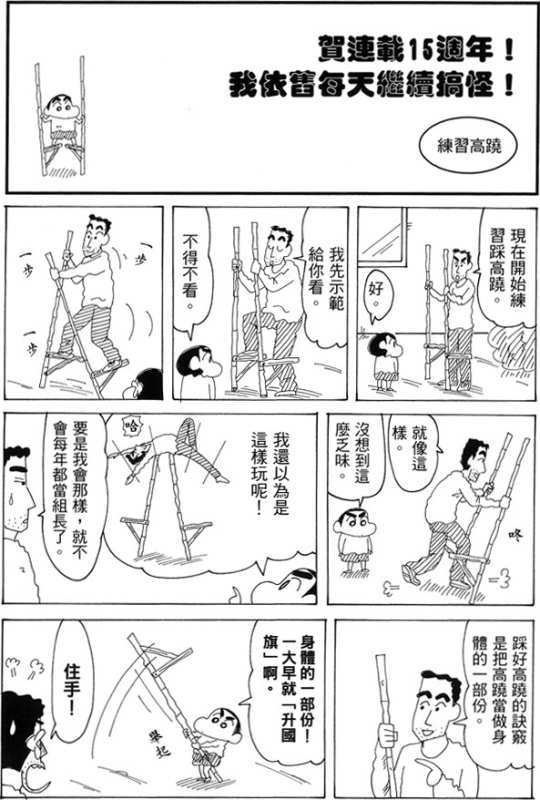 賀連載15週年！
我依舊每天繼續搞怪！
練習高蹺
現在開始練
習踩高蹺。
好。
我先示範
給你看。
不得不看。
一步
一步
一步
就像這
樣。
咚
沒想到這
麼乏味。
我還以為是
這樣玩呢！
哈
要是我會那樣，就不
會每年都當組長了。
踩好高蹺的訣竅
是把高蹺當做身
體的一部份。
身體的一部份！
一大早就「升國
旗」啊。
舉起
住手！